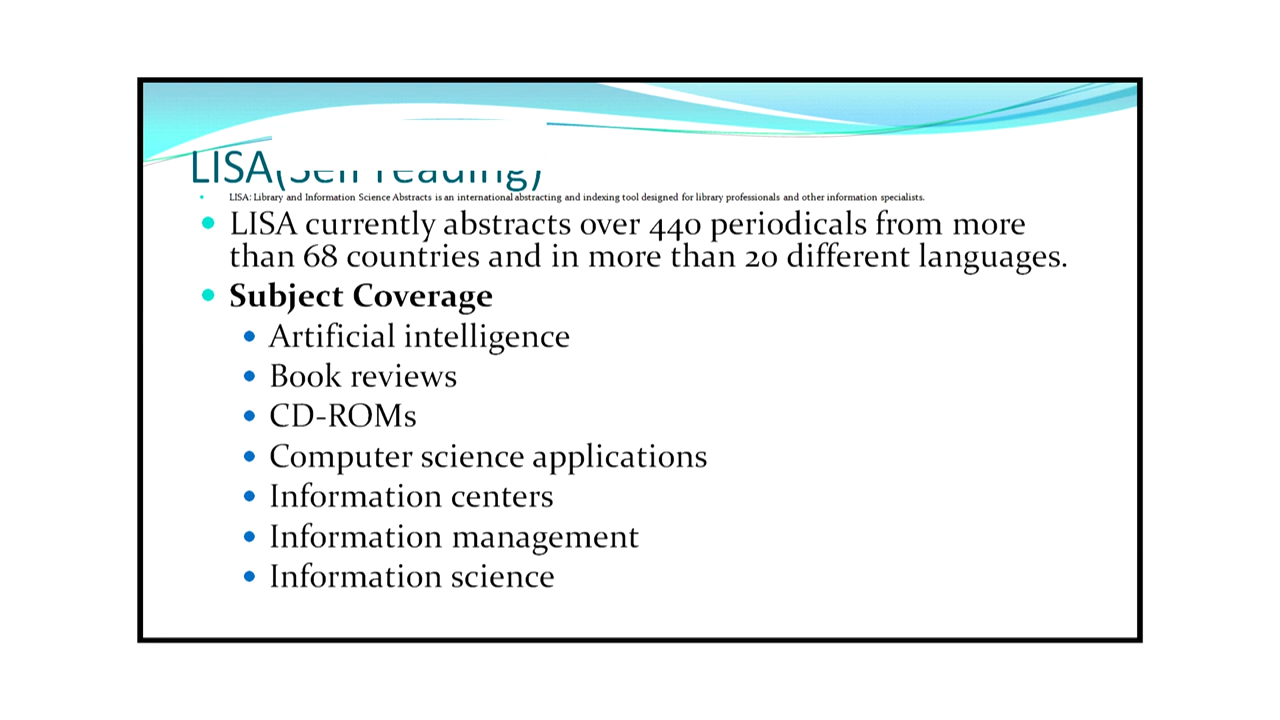 LISA(Self reading)
LISA: Library and Information Science Abstracts is an international abstracting and indexing tool designed for library professionals and other information specialists.
LISA currently abstracts over 440 periodicals from more
than 68 countries and in more than 20 different languages.
Subject Coverage
Artificial intelligence
Book reviews
CD-ROMs
Computer science applications
Information centers
Information management
Information science